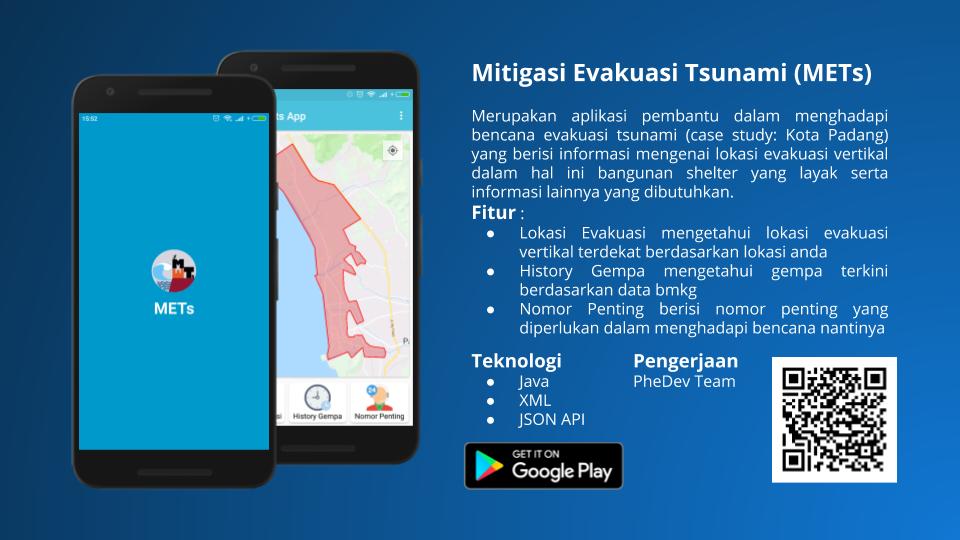 Mitigasi Evakuasi Tsunami (METs)
Merupakan aplikasi pembantu dalam menghadapi
bencana evakuasi tsunami (case study: Kota Padang)
yang berisi informasi mengenai lokasi evakuasi vertikal
dalam hal ini bangunan shelter yang layak serta
informasi lainnya yang dibutuhkan.
Fitur :
● Lokasi Evakuasi mengetahui lokasi evakuasi
vertikal terdekat berdasarkan lokasi anda
● History Gempa mengetahui gempa terkini
berdasarkan data bmkg
● Nomor Penting berisi nomor penting yang
diperlukan dalam menghadapi bencana nantinya
Teknologi
● Java
● XML
● JSON API
Pengerjaan
PheDev Team
GET IT ON
Google Play
15:52
METs
ts App
History Gempa
24
Nomor Penting